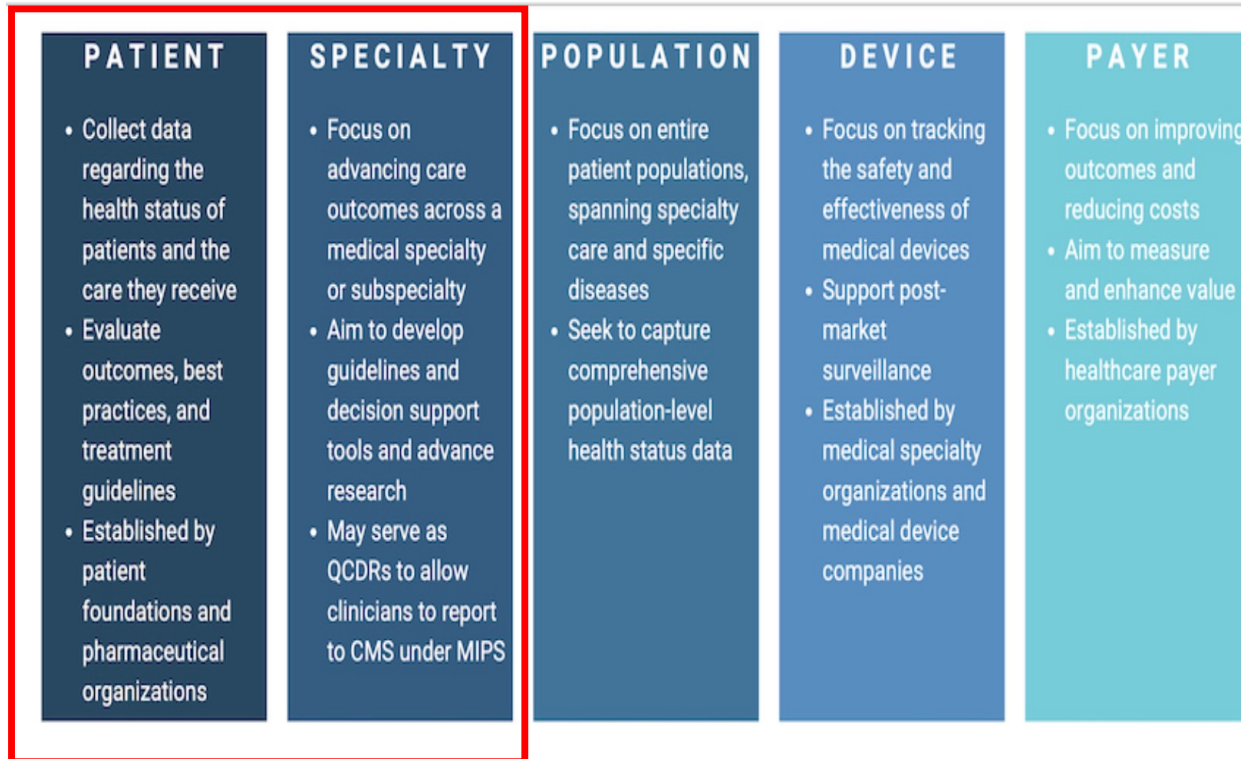 PATIENT
• Collect data
regarding the
health status of
patients and the
care they receive
• Evaluate
outcomes, best
practices, and
treatment
guidelines
• Established by
patient
foundations and
pharmaceutical
organizations
SPECIALTY
• Focus on
advancing care
outcomes across a
medical specialty
or subspecialty
• Aim to develop
guidelines and
decision support
tools and advance
research
• May serve as
QCDRs to allow
clinicians to report
to CMS under MIPS
POPULATION
• Focus on entire
patient populations,
spanning specialty
care and specific
diseases
• Seek to capture
comprehensive
population-level
health status data
DEVICE
• Focus on tracking
the safety and
effectiveness of
medical devices
• Support post-
market
surveillance
• Established by
medical specialty
organizations and
medical device
companies
PAYER
• Focus on improving
outcomes and
reducing costs
• Aim to measure
and enhance value
• Established by
healthcare payer
organizations